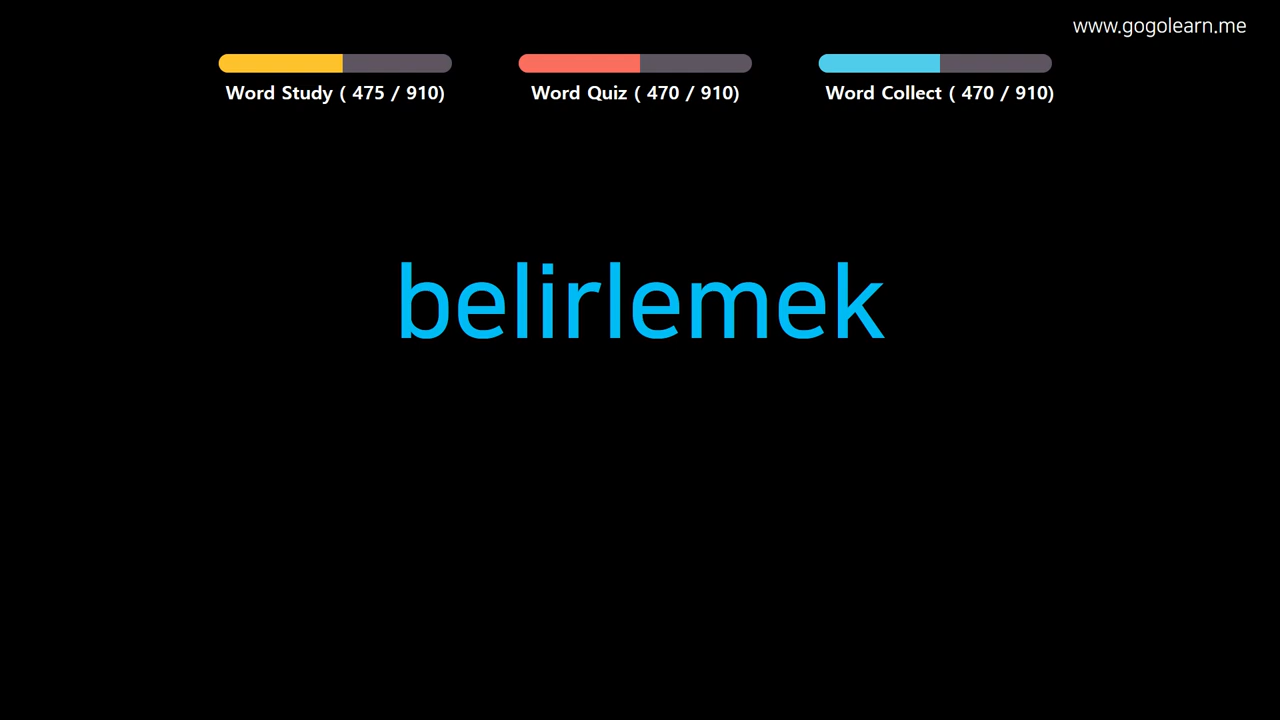 www.gogolearn.me
Word Study ( 475 / 910)
Word Quiz ( 470 / 910)
Word Collect ( 470 / 910)
belirlemek